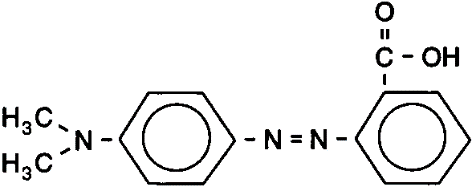 O
C - OH
H3C
N - N = N
H3C